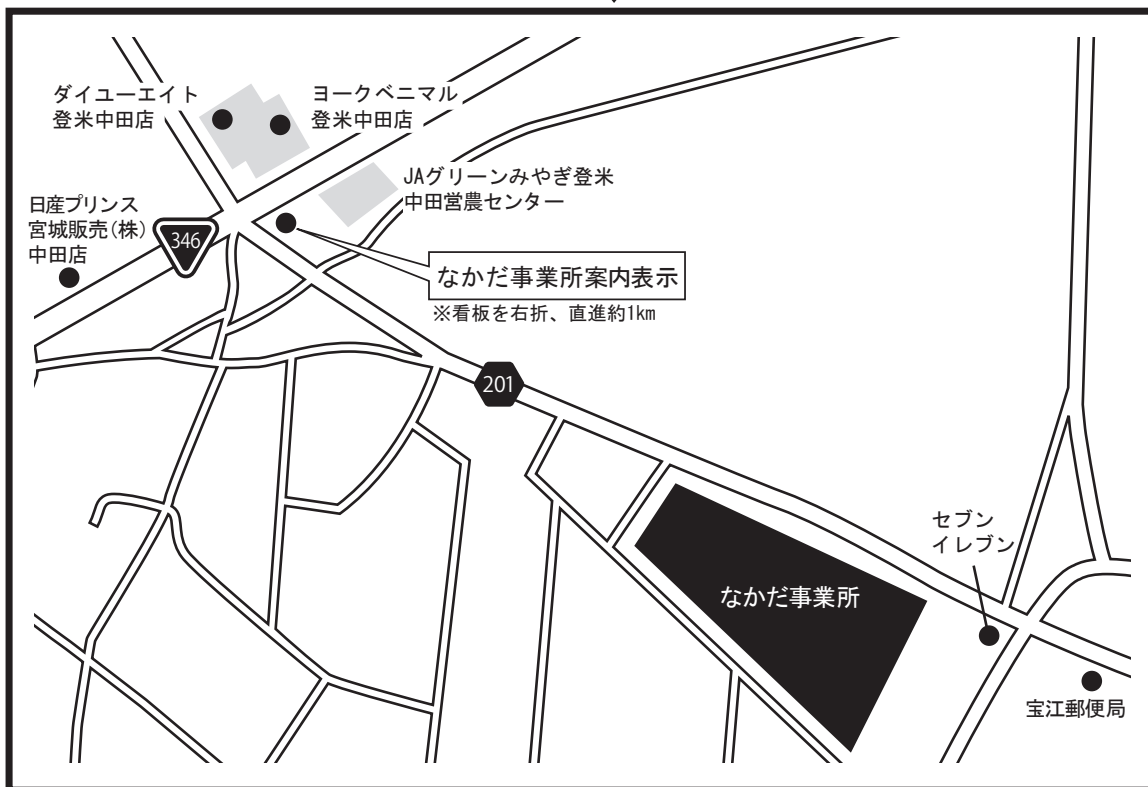 ダイユーエイト
登米中田店
ヨークベニマル
登米中田店
JAグリーンみやぎ登米
中田営農センター
日産プリンス
宮城販売(株)
中田店
346
なかだ事業所案内表示
※看板を右折、直進約1km
201
セブン
イレブン
なかだ事業所
宝江郵便局